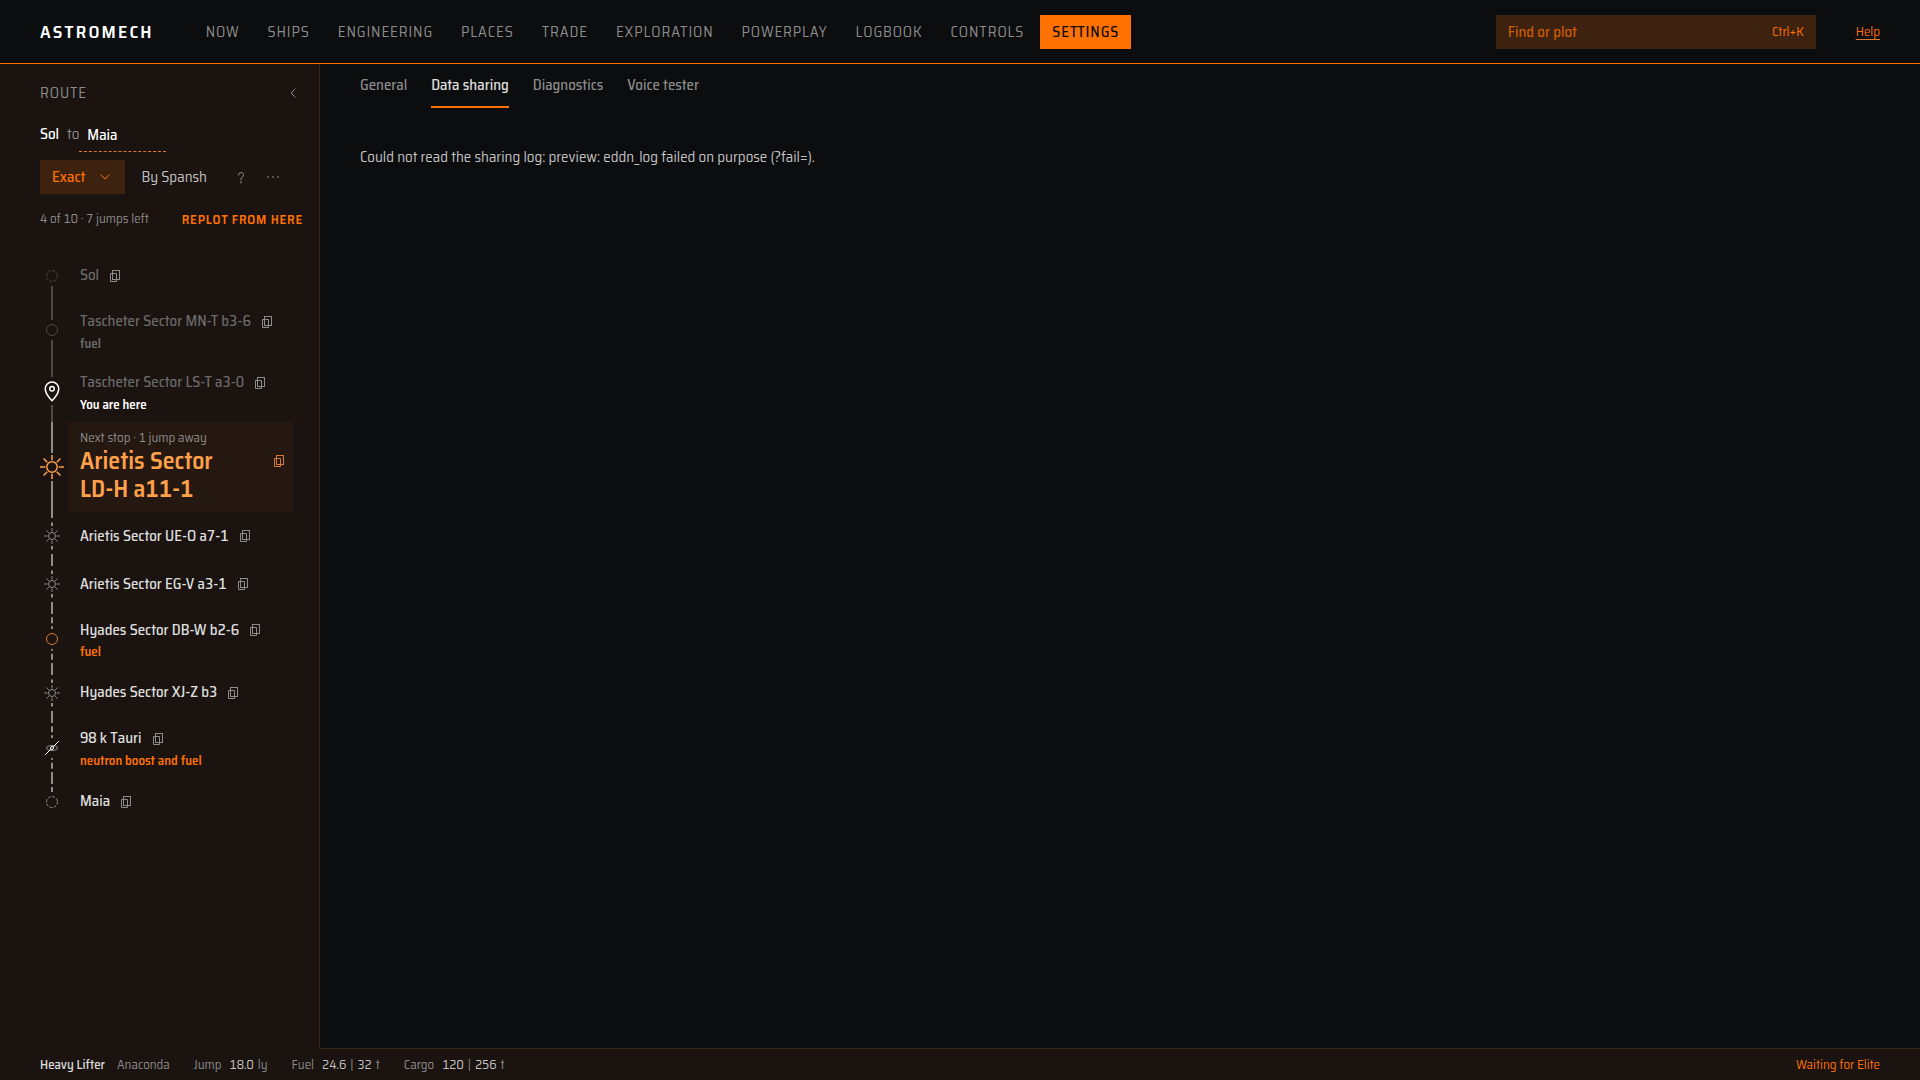 ASTROMECH NOW SHIPS ENGINEERING PLACES TRADE EXPLORATION POWERPLAY LOGBOOK CONTROLS SETTINGS Find or plot Ctrl+K Help
ROUTE
Sol to Maia
Exact By Spansh ? ...
4 of 10 · 7 jumps left REPLOT FROM HERE
Sol
Tascheter Sector MN-T b3-6
fuel
Tascheter Sector LS-T a3-0
You are here
Next stop · 1 jump away
Arietis Sector
LD-H a11-1
Arietis Sector UE-O a7-1
Arietis Sector EG-V a3-1
Hyades Sector DB-W b2-6
fuel
Hyades Sector XJ-Z b3
98 k Tauri
neutron boost and fuel
Maia
General Data sharing Diagnostics Voice tester
Could not read the sharing log: preview: eddn_log failed on purpose (?fail=).
Heavy Lifter Anaconda Jump 18.0 ly Fuel 24.6 | 32 t Cargo 120 | 256 t Waiting for Elite